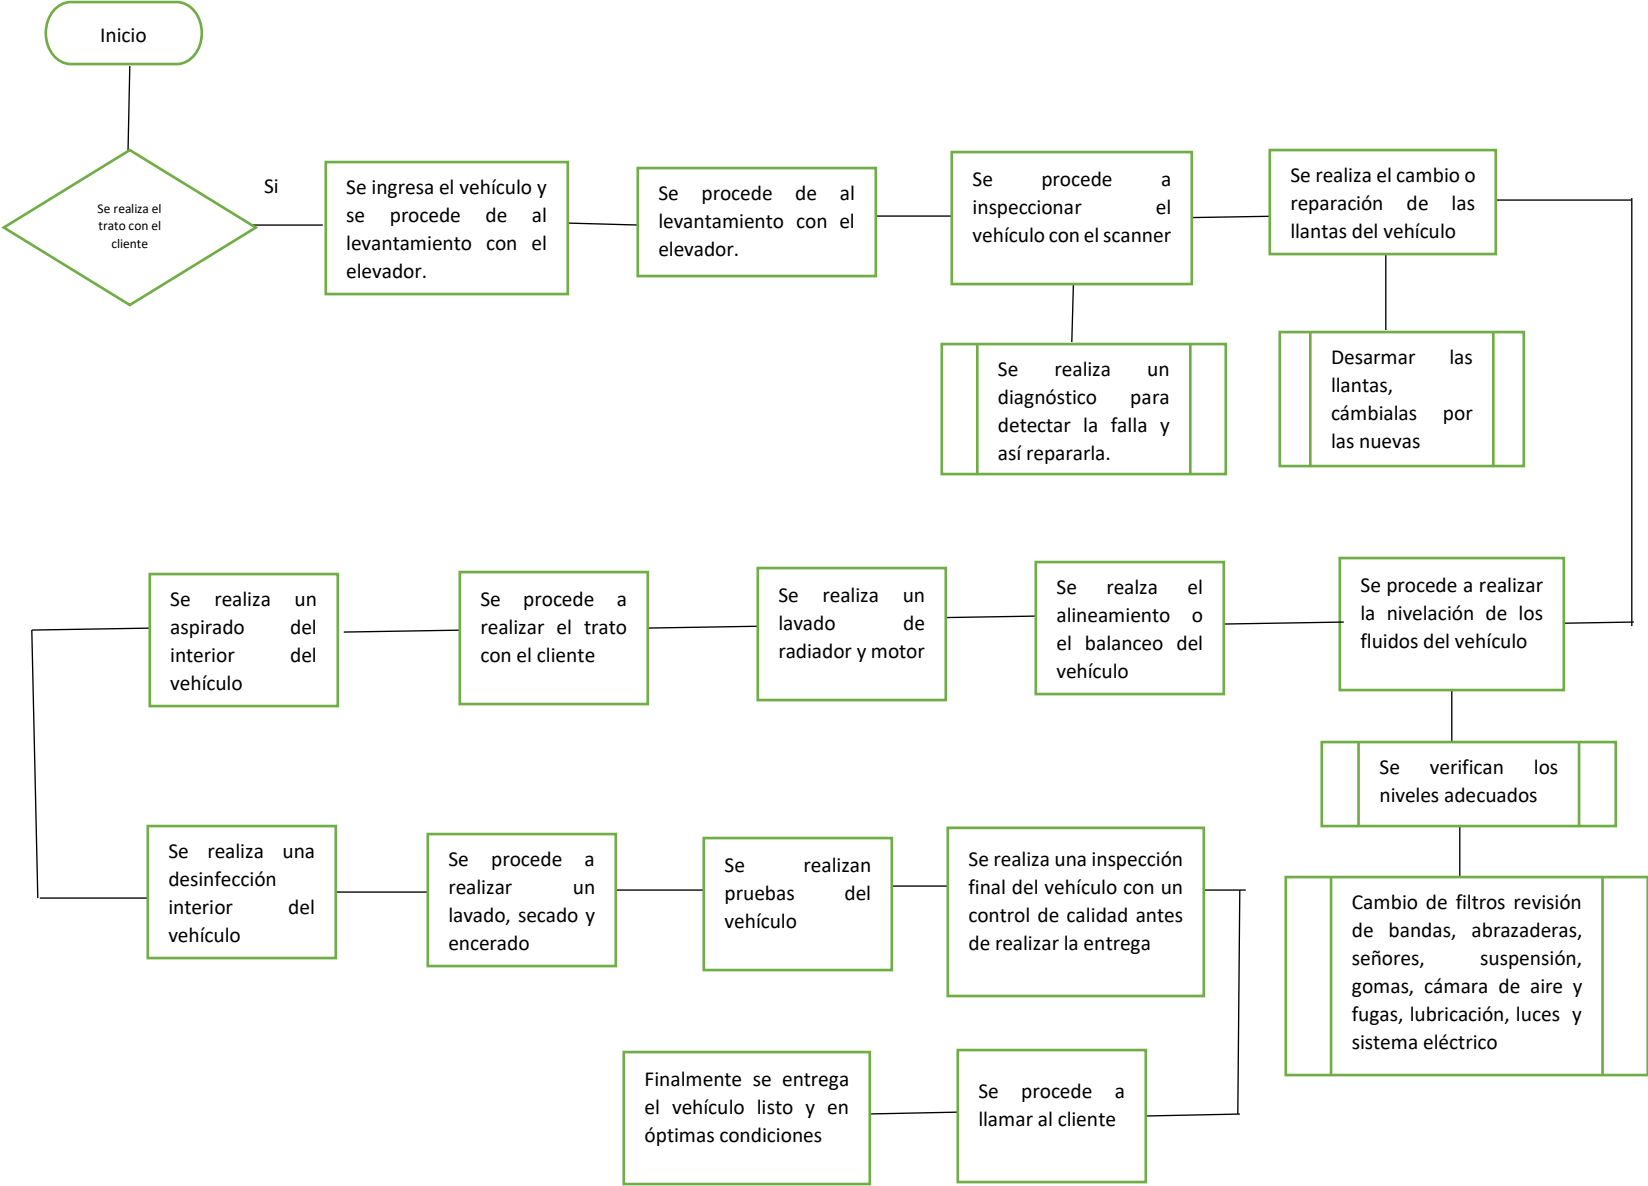 Inicio
Se realiza el
trato con el
cliente
Si
Se ingresa el vehículo y
se procede de al
levantamiento con el
elevador.
Se procede de al
levantamiento con el
elevador.
Se procede a
inspeccionar el
vehículo con el scanner
Se realiza el cambio o
reparación de las
llantas del vehículo
Se realiza un
diagnóstico para
detectar la falla y
así repararla.
Desarmar las
llantas,
cámbialas por
las nuevas
Se procede a realizar
la nivelación de los
fluidos del vehículo
Se realza el
alineamiento o
el balanceo del
vehículo
Se realiza un
lavado de
radiador y motor
Se procede a
realizar el trato
con el cliente
Se realiza un
aspirado del
interior del
vehículo
Se verifican los
niveles adecuados
Cambio de filtros revisión
de bandas, abrazaderas,
señores, suspensión,
gomas, cámara de aire y
fugas, lubricación, luces y
sistema eléctrico
Se realiza una
desinfección
interior del
vehículo
Se procede a
realizar un
lavado, secado y
encerado
Se realizan
pruebas del
vehículo
Se realiza una inspección
final del vehículo con un
control de calidad antes
de realizar la entrega
Se procede a
llamar al cliente
Finalmente se entrega
el vehículo listo y en
óptimas condiciones